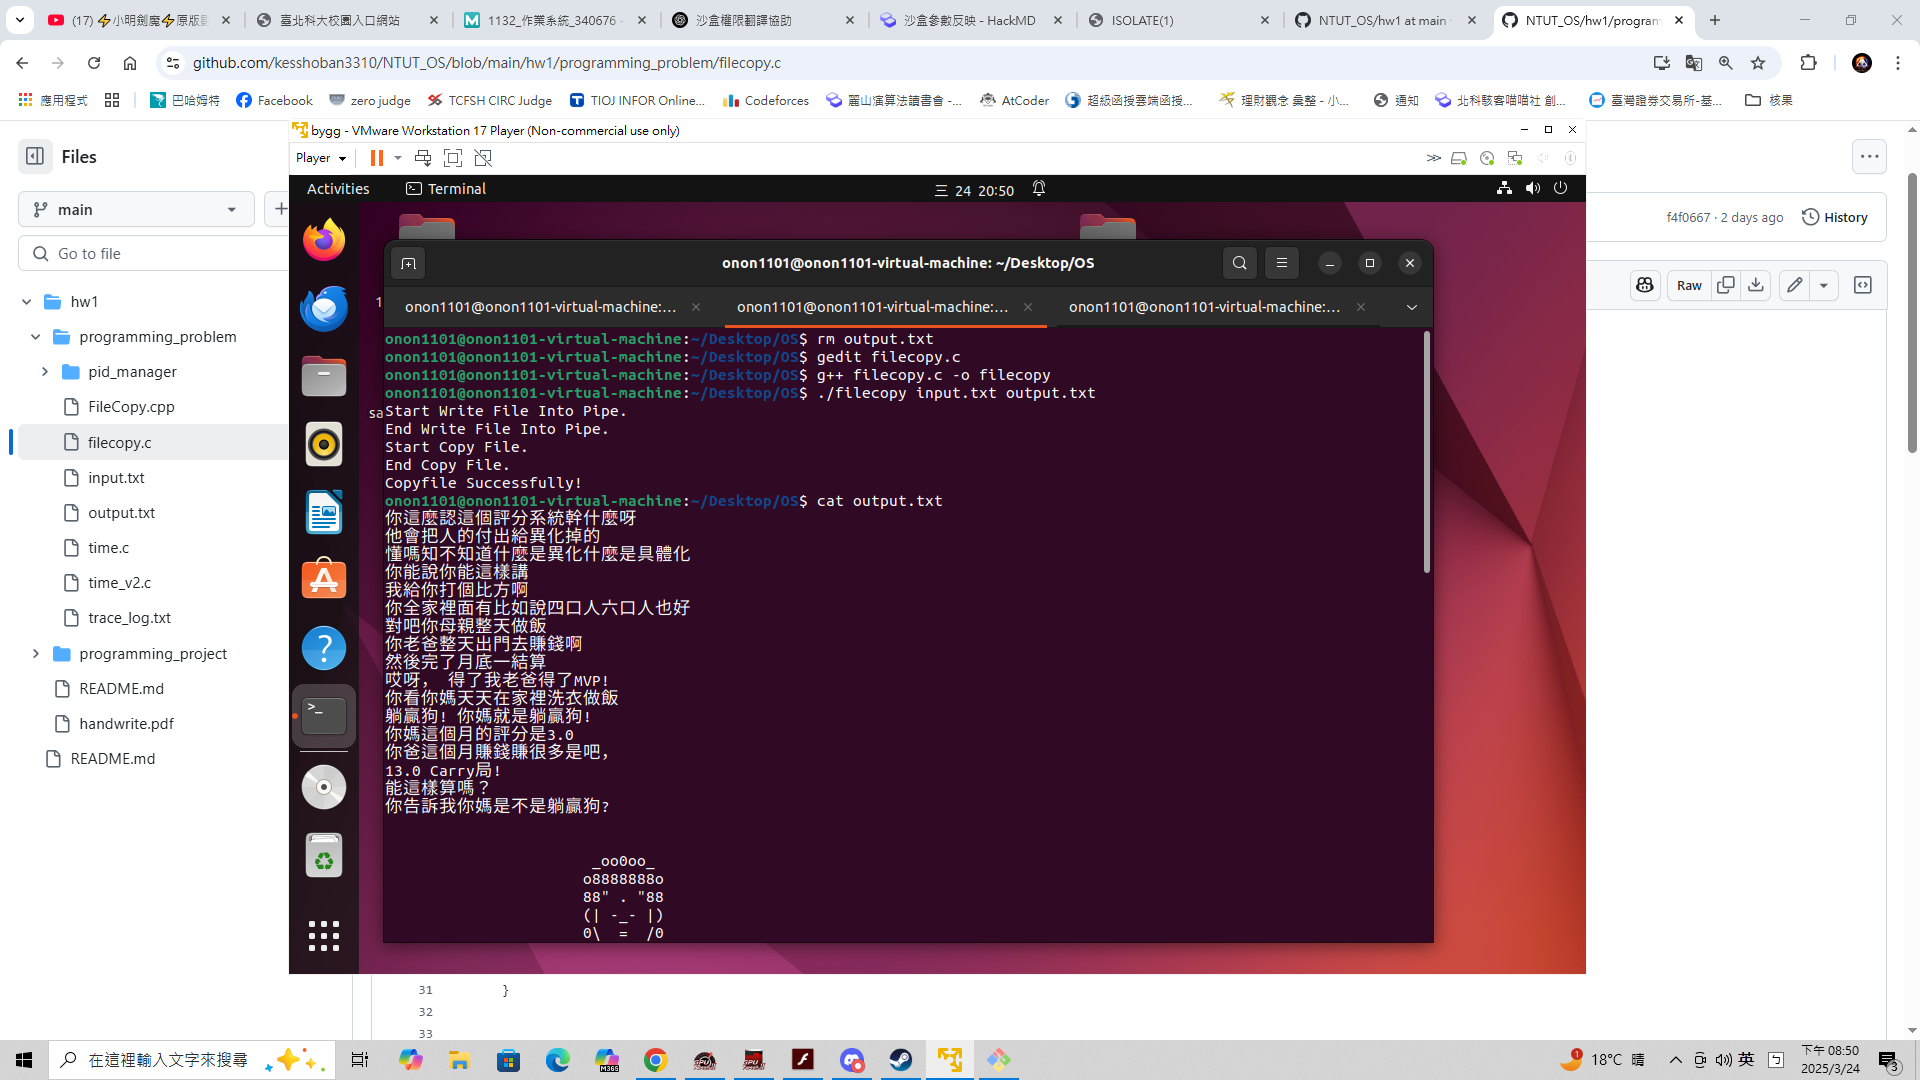 (17) ⚡小明劍魔⚡原版影
臺北科大校園入口網站
1132_作業系統_340676 -
沙盒權限翻譯協助
沙盒參數反映 - HackMD
ISOLATE(1)
NTUT_OS/hw1 at main
NTUT_OS/hw1/program
github.com/kesshoban3310/NTUT_OS/blob/main/hw1/programming_problem/filecopy.c
應用程式
巴哈姆特
Facebook
zero judge
TCFSH CIRC Judge
TIOJ INFOR Online...
Codeforces
麗山演算法讀書會 -...
AtCoder
超級函授雲端函授...
理財觀念 彙整 - 小...
通知
北科駭客喵喵社 創...
臺灣證券交易所-基...
核果
bygg - VMware Workstation 17 Player (Non-commercial use only)
Player
Files
main
Go to file
hw1
programming_problem
pid_manager
FileCopy.cpp
filecopy.c
input.txt
output.txt
time.c
time_v2.c
trace_log.txt
programming_project
README.md
handwrite.pdf
README.md
f4f0667 · 2 days ago
History
Raw
Activities
Terminal
三 24 20:50
onon1101@onon1101-virtual-machine: ~/Desktop/OS
onon1101@onon1101-virtual-machine:...
onon1101@onon1101-virtual-machine:...
onon1101@onon1101-virtual-machine:...
1
sa
onon1101@onon1101-virtual-machine:~/Desktop/OS$ rm output.txt
onon1101@onon1101-virtual-machine:~/Desktop/OS$ gedit filecopy.c
onon1101@onon1101-virtual-machine:~/Desktop/OS$ g++ filecopy.c -o filecopy
onon1101@onon1101-virtual-machine:~/Desktop/OS$ ./filecopy input.txt output.txt
Start Write File Into Pipe.
End Write File Into Pipe.
Start Copy File.
End Copy File.
Copyfile Successfully!
onon1101@onon1101-virtual-machine:~/Desktop/OS$ cat output.txt
你這麼認這個評分系統幹什麼呀
他會把人的付出給異化掉的
懂嗎知不知道什麼是異化什麼是具體化
你能說你能這樣講
我給你打個比方啊
你全家裡面有比如說四口人六口人也好
對吧你母親整天做飯
你老爸整天出門去賺錢啊
然後完了月底一結算
哎呀， 得了我老爸得了MVP!
你看你媽天天在家裡洗衣做飯
躺贏狗! 你媽就是躺贏狗!
你媽這個月的評分是3.0
你爸這個月賺錢賺很多是吧,
13.0 Carry局!
能這樣算嗎？
你告訴我你媽是不是躺贏狗?
_oo0oo_
o8888888o
88" . "88
(| -_- |)
0\  =  /0
31 }
32
33
在這裡輸入文字來搜尋
1
18°C 晴
英
下午 08:50
2025/3/24
3